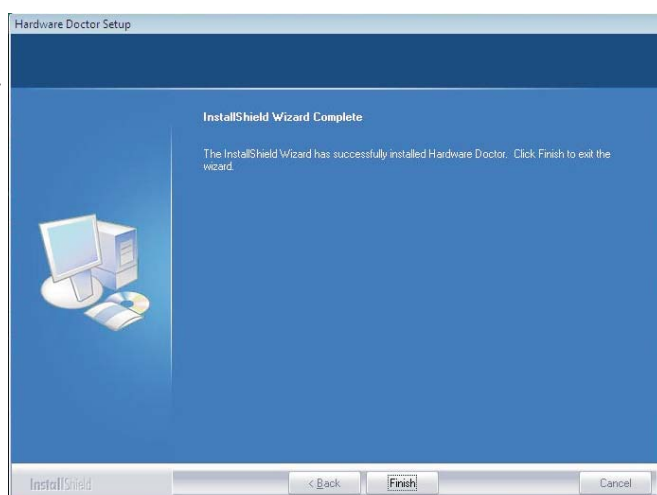 Hardware Doctor Setup
InstallShield Wizard Complete
The InstallShield Wizard has successfully installed Hardware Doctor. Click Finish to exit the
wizard.
InstallShield
< Back
Finish
Cancel